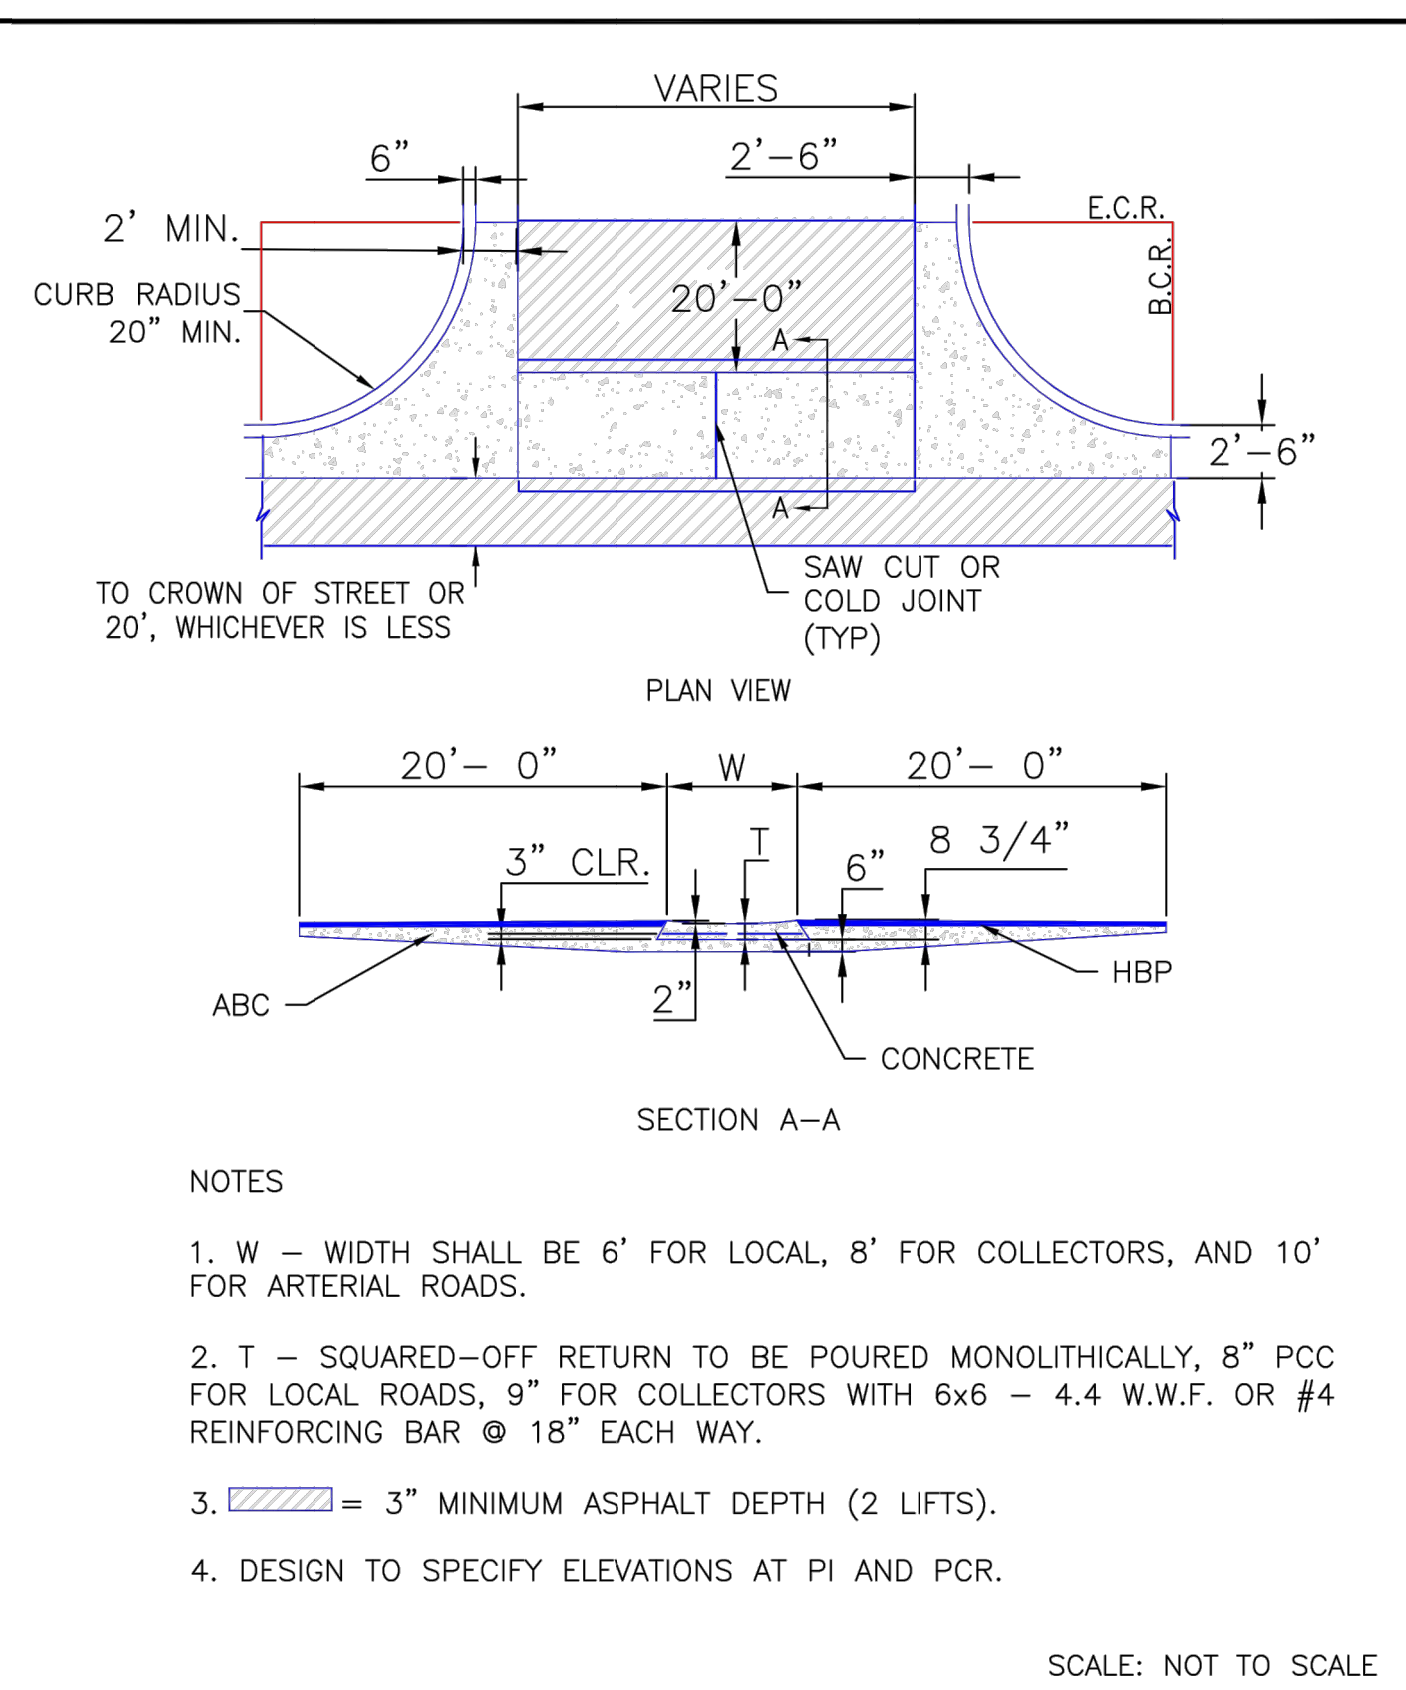 VARIES
6”
2’–6”
2’ MIN.
E.C.R.
B.C.R.
CURB RADIUS
20” MIN.
20’–0”
A
2’–6”
A
TO CROWN OF STREET OR
20’, WHICHEVER IS LESS
SAW CUT OR
COLD JOINT
(TYP)
PLAN VIEW
20’– 0”
W
20’– 0”
3” CLR.
T
6”
8 3/4”
ABC
2”
HBP
CONCRETE
SECTION A–A
NOTES
1. W – WIDTH SHALL BE 6’ FOR LOCAL, 8’ FOR COLLECTORS, AND 10’
FOR ARTERIAL ROADS.
2. T – SQUARED–OFF RETURN TO BE POURED MONOLITHICALLY, 8” PCC
FOR LOCAL ROADS, 9” FOR COLLECTORS WITH 6x6 – 4.4 W.W.F. OR #4
REINFORCING BAR @ 18” EACH WAY.
3. = 3” MINIMUM ASPHALT DEPTH (2 LIFTS).
4. DESIGN TO SPECIFY ELEVATIONS AT PI AND PCR.
SCALE: NOT TO SCALE